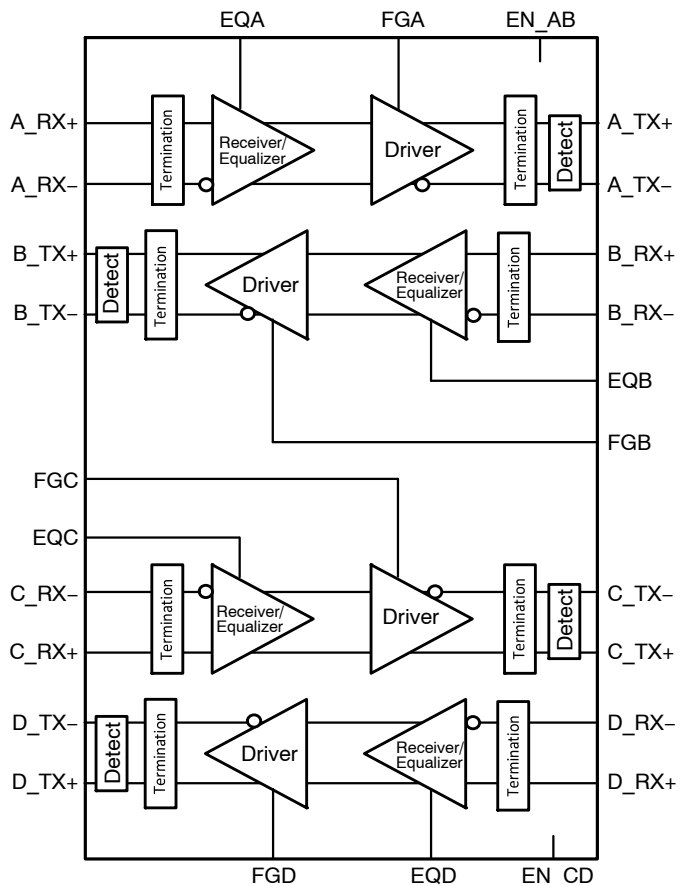 EQA FGA EN_AB
A_RX+ Termination Receiver/ Equalizer Driver Termination Detect A_TX+
A_RX− A_TX−
B_TX+ Detect Termination Driver Receiver/ Equalizer Termination B_RX+
B_TX− B_RX−
EQB
FGB
FGC
EQC
C_RX− Termination Receiver/ Equalizer Driver Termination Detect C_TX−
C_RX+ C_TX+
D_TX− Detect Termination Driver Receiver/ Equalizer Termination D_RX−
D_TX+ D_RX+
FGD EQD EN_CD